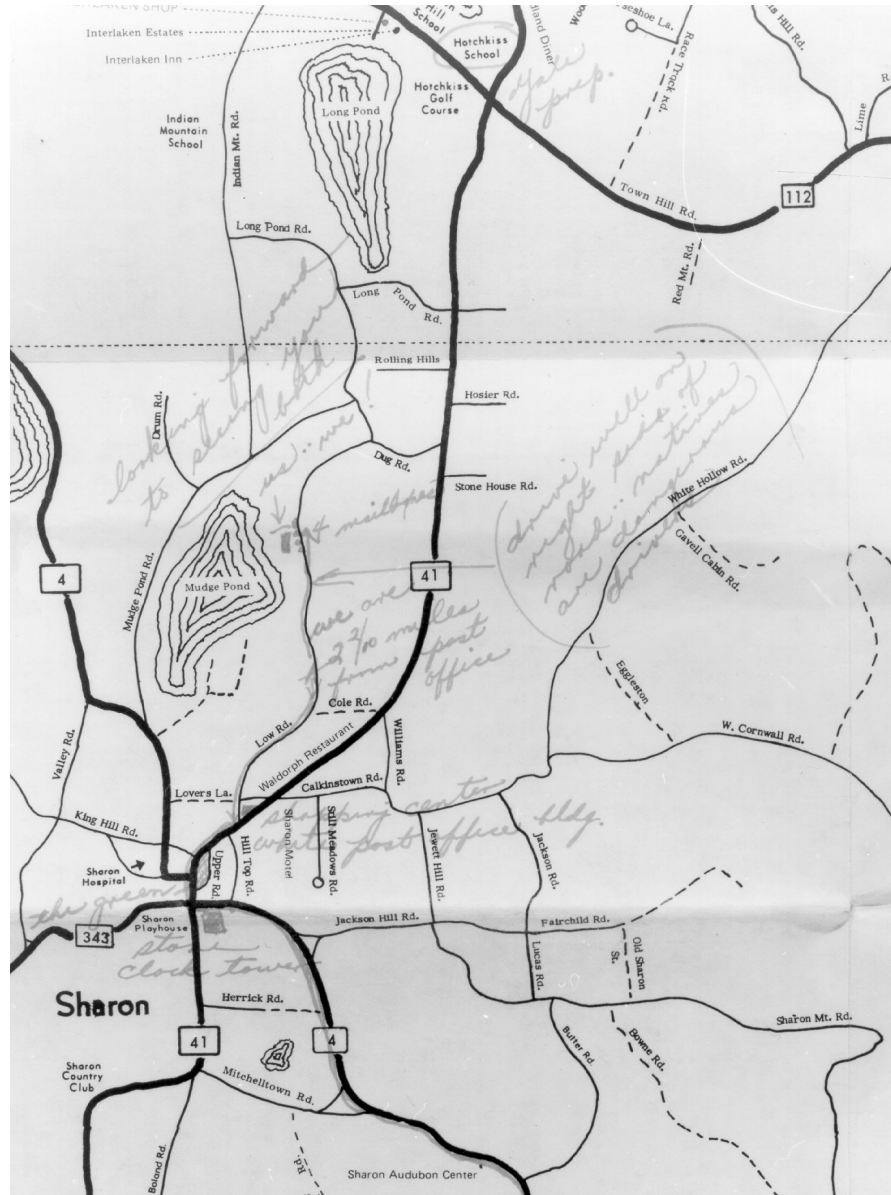 Interlaken Estates
Interlaken Inn
Hill
School
Hotchkiss
School
Hotchkiss
Golf
Course
Yale
prep.
Race Track Rd.
Lime
Indian
Mountain
School
Indian Mt. Rd.
Long Pond
Town Hill Rd.
112
Red Mt. Rd.
Long Pond Rd.
Long Pond Rd.
looking forward
to seeing you
both
us .. we !
Rolling Hills
Hosier Rd.
Drum Rd.
Dug Rd.
Stone House Rd.
drive well on
right side of
road .. natives
are dangerous
drivers
White Hollow Rd.
Gavell Cabin Rd.
4
Mudge Pond Rd.
Mudge Pond
41
we are
2 2/10 miles
from post
office
Eggleston
Cole Rd.
Low Rd.
Waldorph Restaurant
Williams Rd.
W. Cornwall Rd.
Valley Rd.
Lovers La.
Calkinstown Rd.
shopping center
white post office bldg.
King Hill Rd.
Sharon
Hospital
Upper Rd.
Hill Top Rd.
Sharon Motel
Still Meadows Rd.
Jewett Hill Rd.
Jackson Rd.
the green
Sharon
Playhouse
343
stone
clock tower
Jackson Hill Rd.
Fairchild Rd.
Lucas Rd.
Old Sharon
St.
Sharon
Herrick Rd.
41
4
Sharon Mt. Rd.
Butter Rd.
Bowne Rd.
Sharon
Country
Club
Mitchelltown Rd.
Boland Rd.
Rd.
Sharon Audubon Center